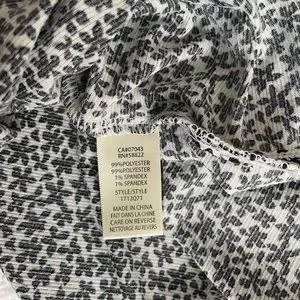 CA#07043
RN#58822
99%POLYESTER
99%POLYESTER
1% SPANDEX
1% SPANDEX
STYLE/STYLE
1712Q71
MADE IN CHINA
FAIT DANS LA CHINE
CARE ON REVERSE
NETTOYAGE AU REVERS